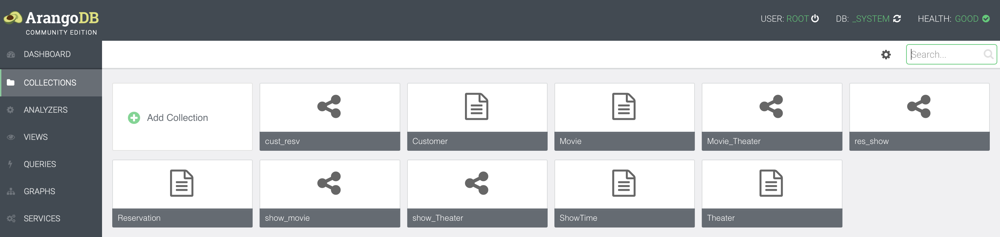 ArangoDB
COMMUNITY EDITION
USER: ROOT
DB: _SYSTEM
HEALTH: GOOD
DASHBOARD
COLLECTIONS
ANALYZERS
VIEWS
QUERIES
GRAPHS
SERVICES
Search...
Add Collection
cust_resv
Customer
Movie
Movie_Theater
res_show
Reservation
show_movie
show_Theater
ShowTime
Theater